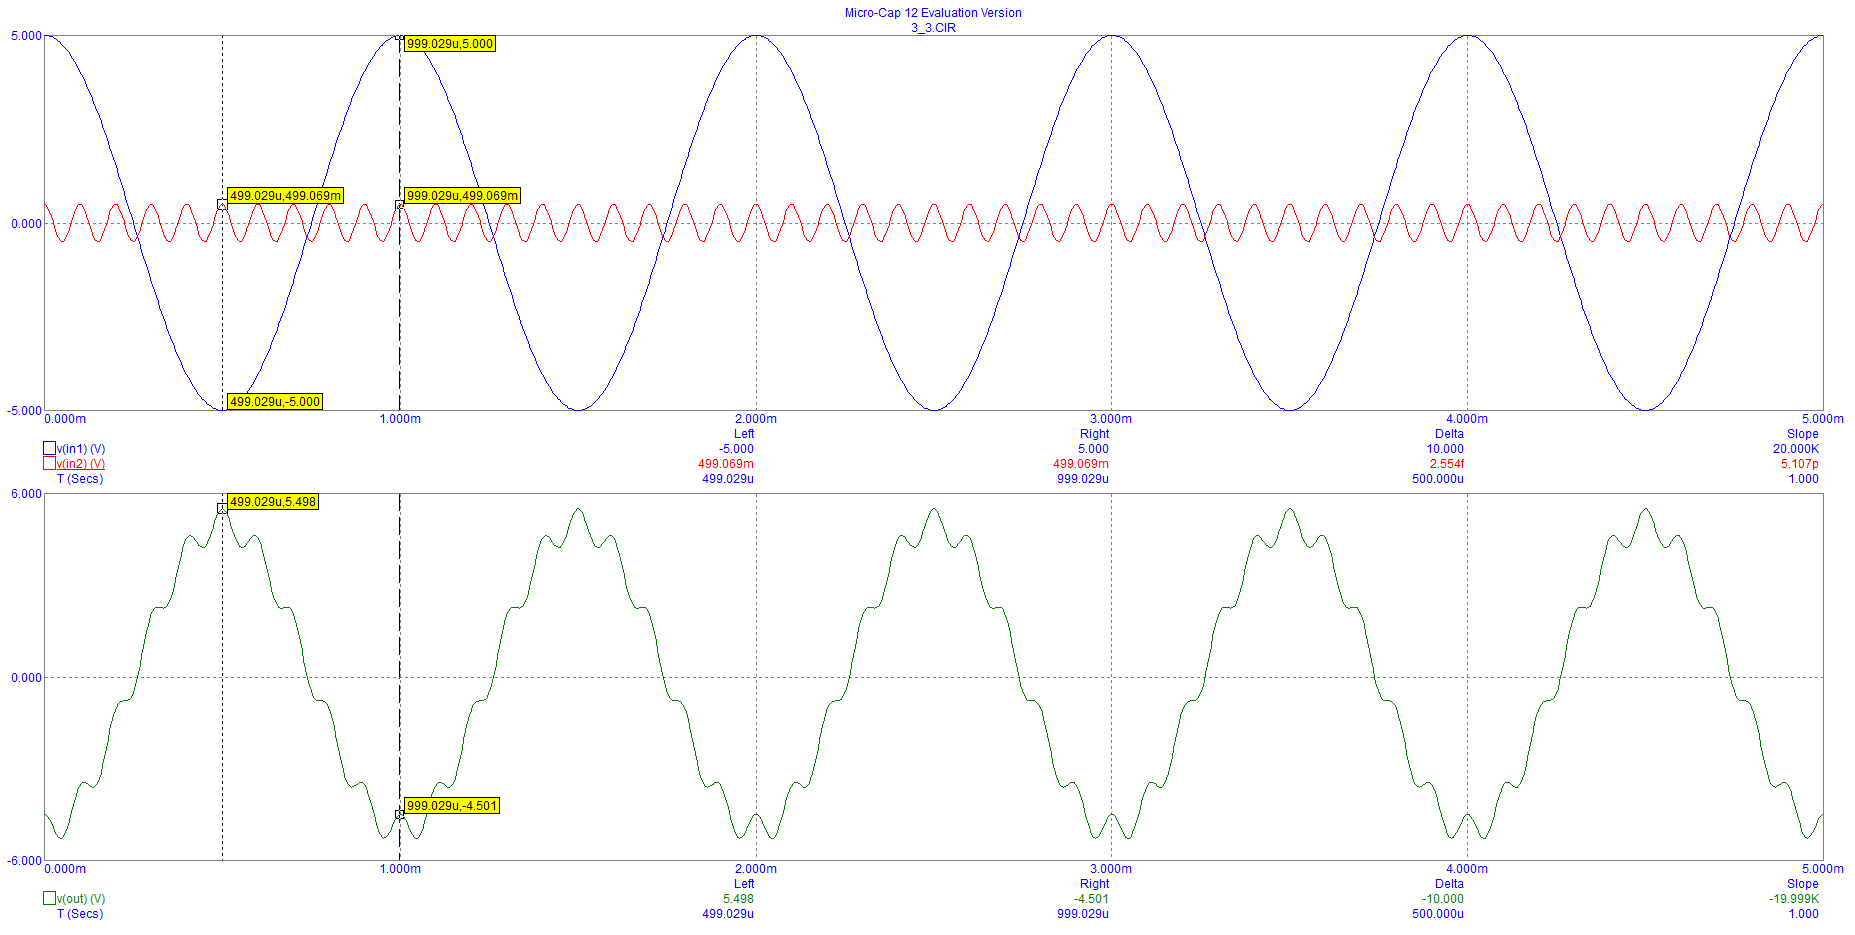 Micro-Cap 12 Evaluation Version
3_3.CIR
5.000
999.029u,5.000
499.029u,499.069m
999.029u,499.069m
0.000
499.029u,-5.000
-5.000
0.000m 1.000m 2.000m 3.000m 4.000m 5.000m
Left Right Delta Slope
v(in1) (V) -5.000 5.000 10.000 20.000K
v(in2) (V) 499.069m 499.069m 2.554f 5.107p
T (Secs) 499.029u 999.029u 500.000u 1.000
6.000
499.029u,5.498
0.000
999.029u,-4.501
-6.000
0.000m 1.000m 2.000m 3.000m 4.000m 5.000m
Left Right Delta Slope
v(out) (V) 5.498 -4.501 -10.000 -19.999K
T (Secs) 499.029u 999.029u 500.000u 1.000